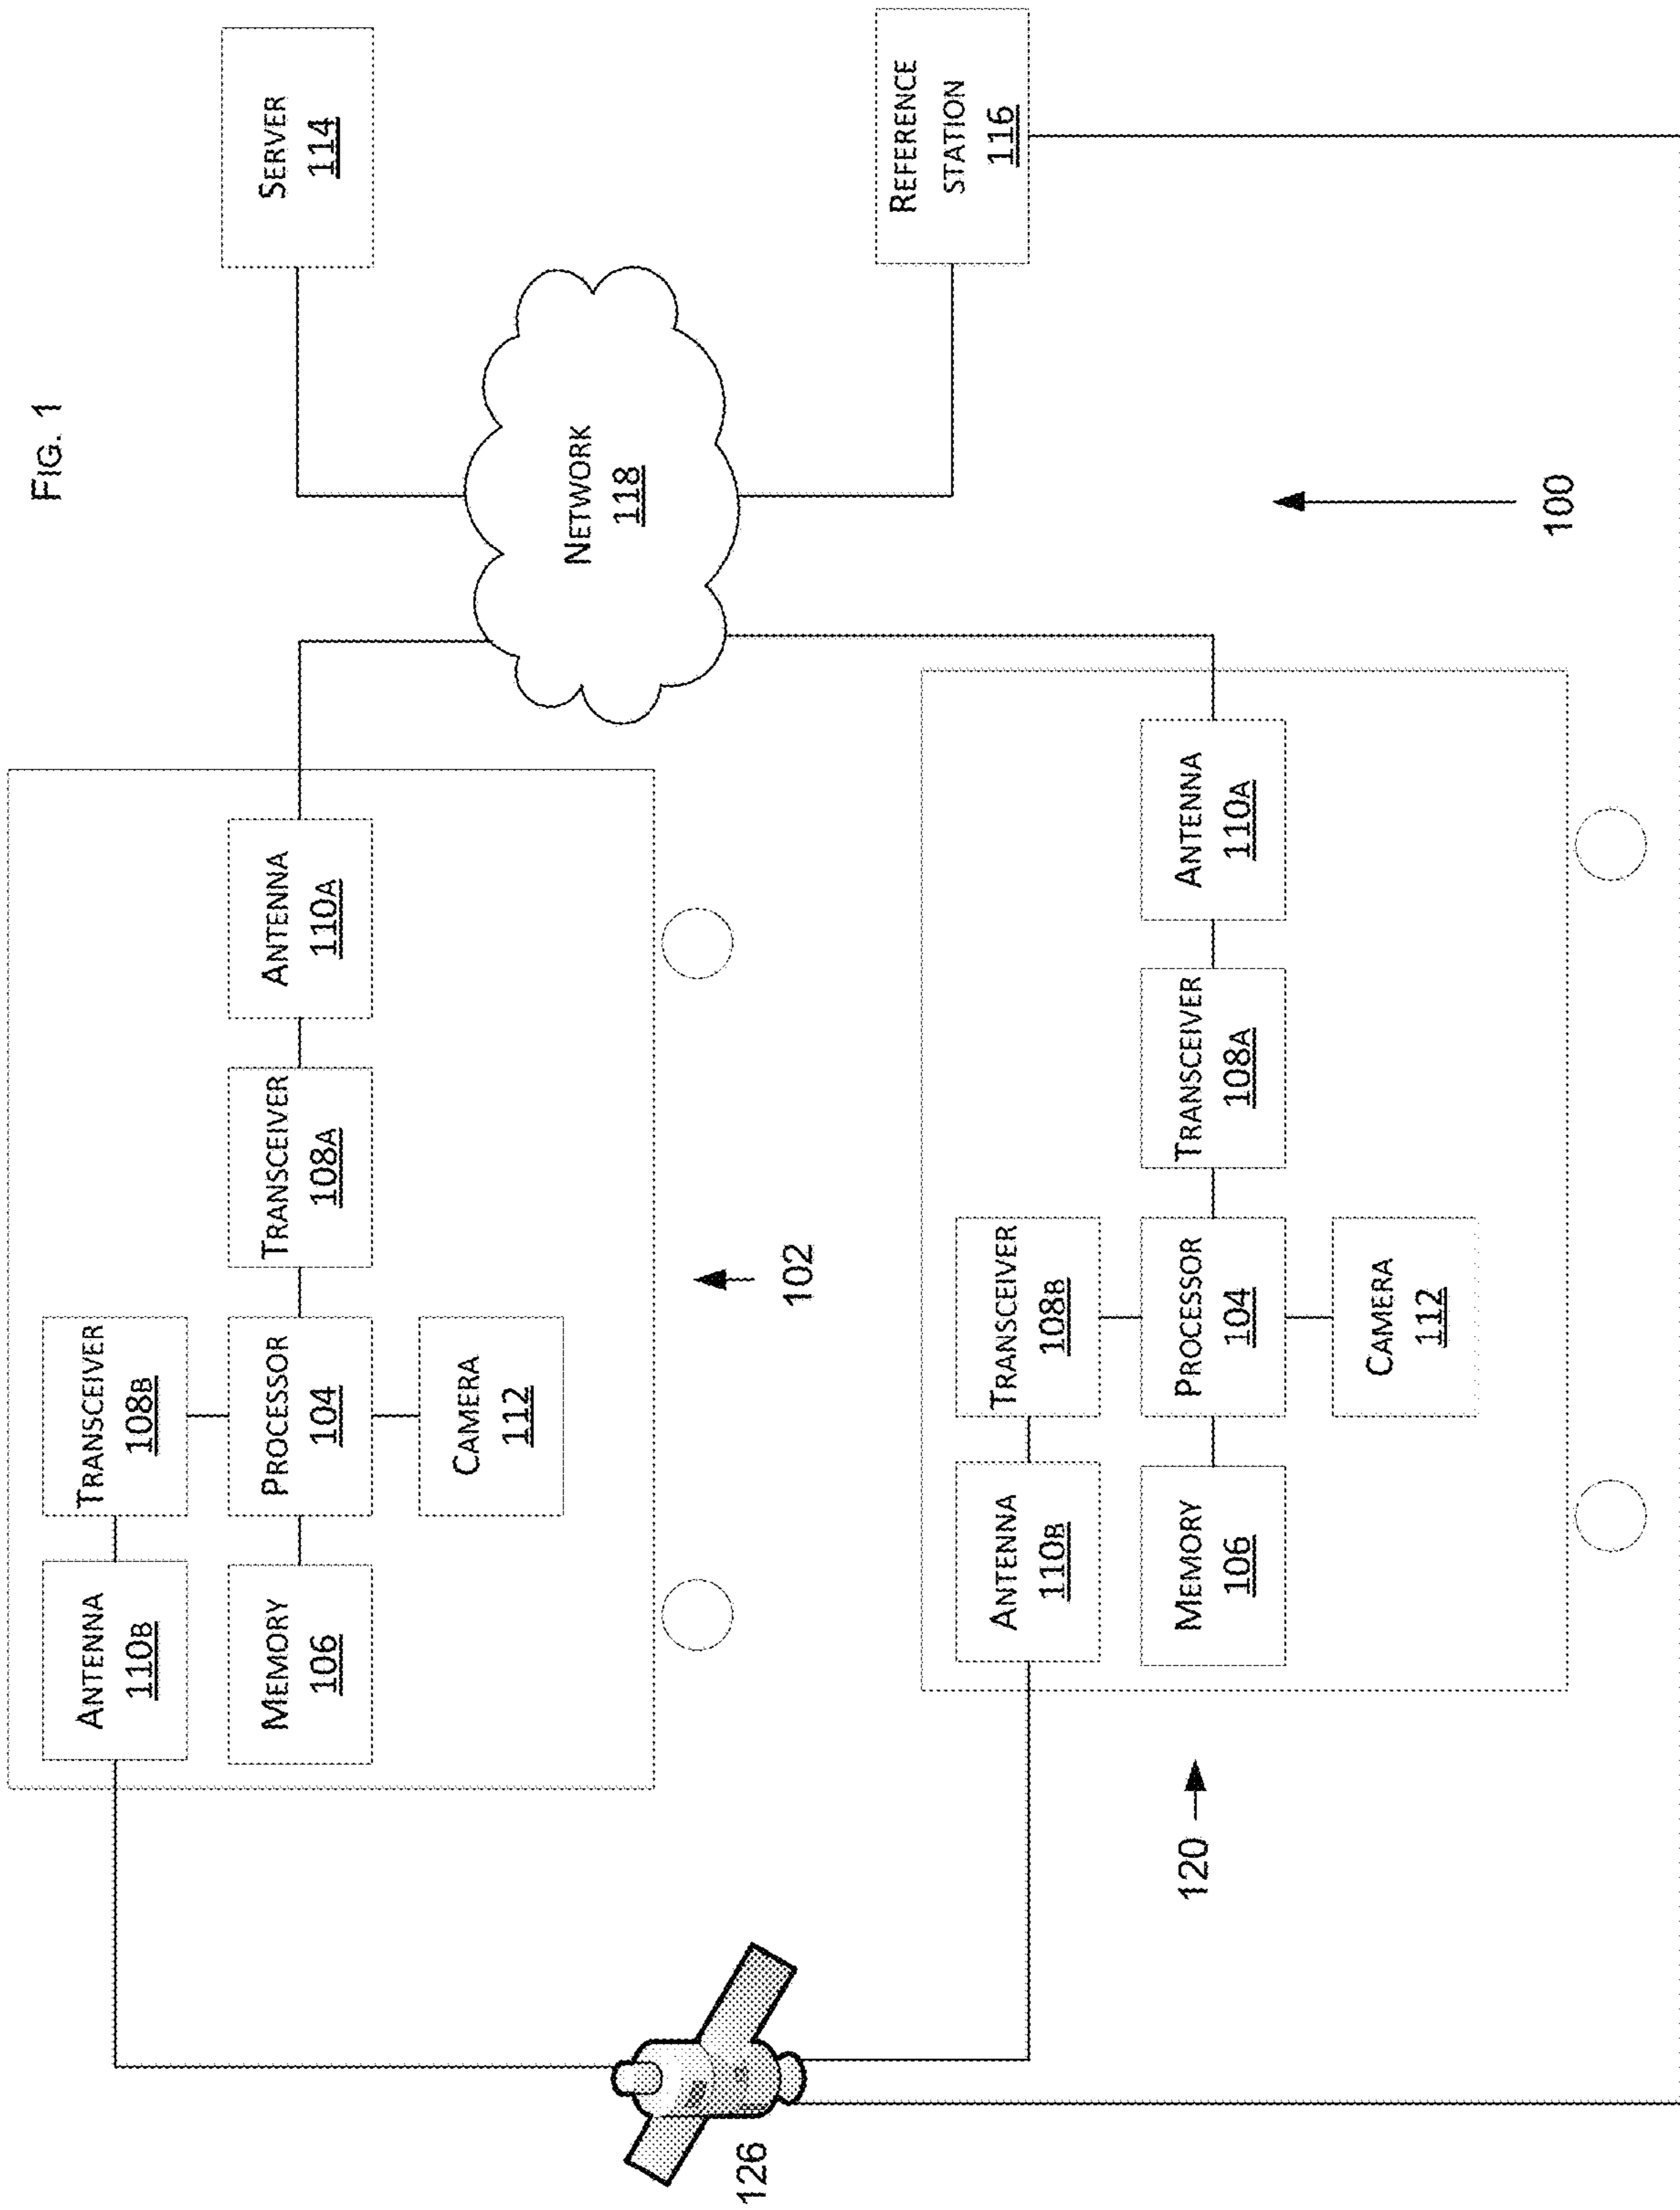 FIG. 1
ANTENNA
110B
TRANSCEIVER
108B
MEMORY
106
PROCESSOR
104
TRANSCEIVER
108A
ANTENNA
110A
CAMERA
112
102
SERVER
114
NETWORK
118
126
ANTENNA
110B
TRANSCEIVER
108B
MEMORY
106
PROCESSOR
104
TRANSCEIVER
108A
ANTENNA
110A
CAMERA
112
120
REFERENCE
STATION
116
100